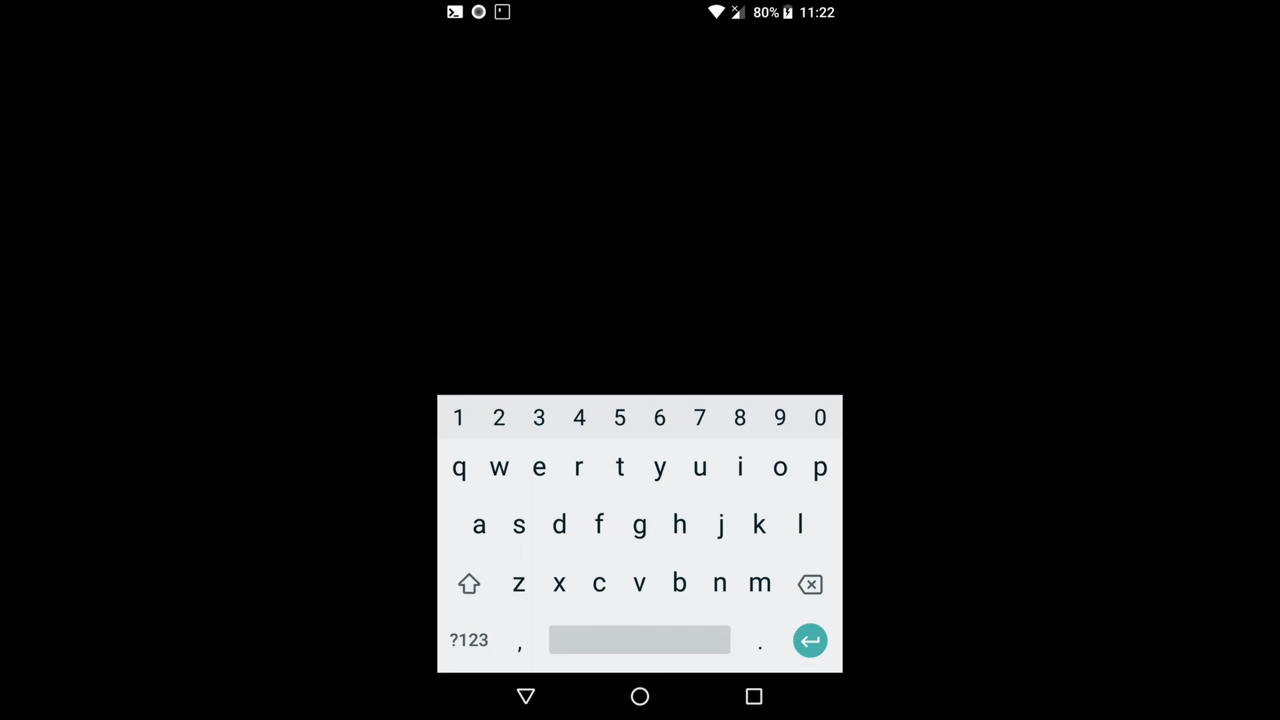 80% 11:22
1 2 3 4 5 6 7 8 9 0
q w e r t y u i o p
a s d f g h j k l
z x c v b n m
?123 , .